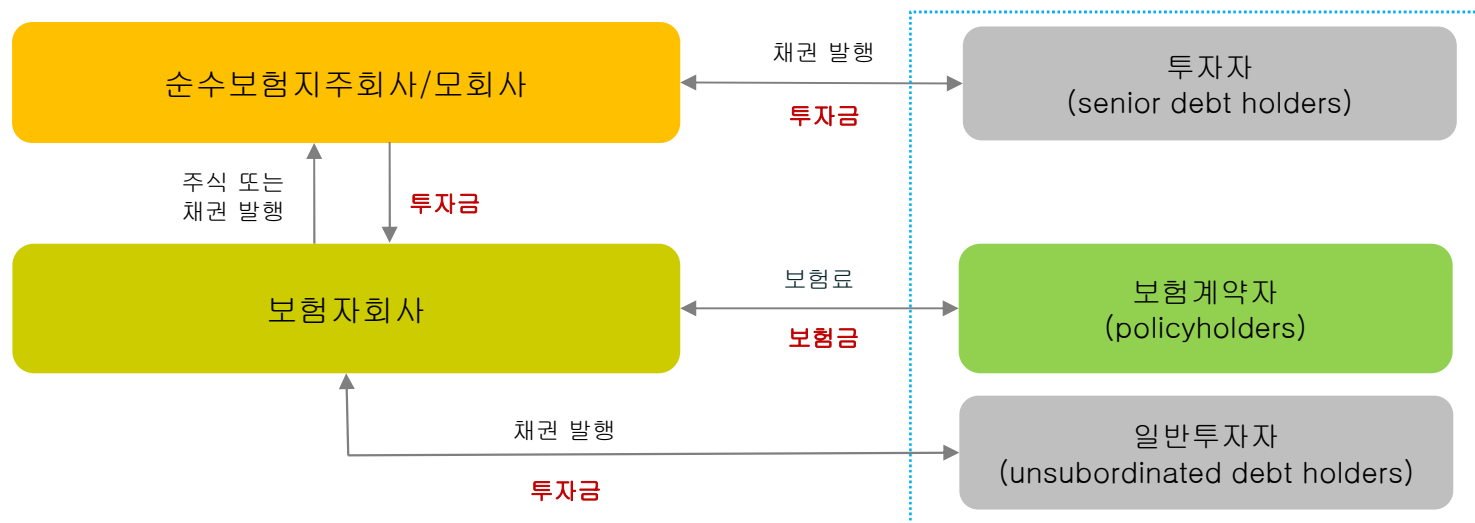 순수보험지주회사/모회사
채권 발행
투자금
투자자
(senior debt holders)
주식 또는
채권 발행
투자금
보험자회사
보험료
보험금
보험계약자
(policyholders)
채권 발행
투자금
일반투자자
(unsubordinated debt holders)